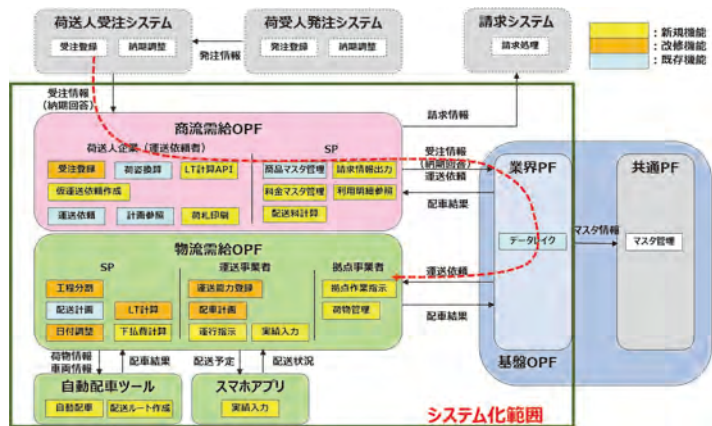 荷送人受注システム
受注登録
納期調整
発注情報
荷受人発注システム
発注登録
納期調整
請求システム
請求処理
：新規機能
：改修機能
：既存機能
受注情報
（納期回答）
請求情報
商流需給OPF
荷送人企業（運送依頼者）
受注登録
荷姿換算
LT計算API
仮運送依頼作成
運送依頼
計画参照
荷札印刷
SP
商品マスタ管理
請求情報出力
料金マスタ管理
利用明細参照
配送料計算
受注情報
（納期回答）
運送依頼
配車結果
業界PF
データレイク
共通PF
マスタ情報
マスタ管理
基盤OPF
物流需給OPF
SP
工程分割
配送計画
LT計算
日付調整
下払費計算
運送事業者
運送能力登録
配車計画
運行指示
実績入力
拠点事業者
拠点作業指示
荷物管理
運送依頼
配車結果
荷物情報
車両情報
配車結果
配送予定
配送状況
自動配車ツール
自動配車
配送ルート作成
スマホアプリ
実績入力
システム化範囲